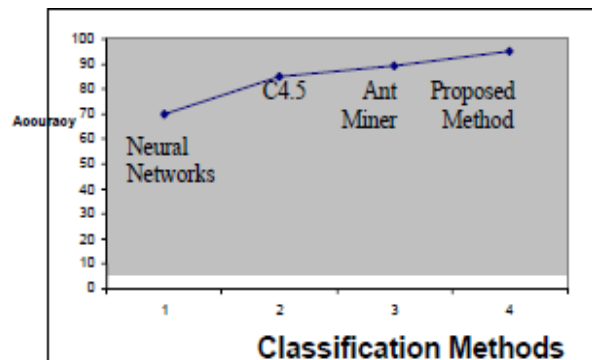 100
90
80
70
60
50
40
30
20
10
0
Accuracy
Neural
Networks
C4.5
Ant
Miner
Proposed
Method
1 2 3 4
Classification Methods